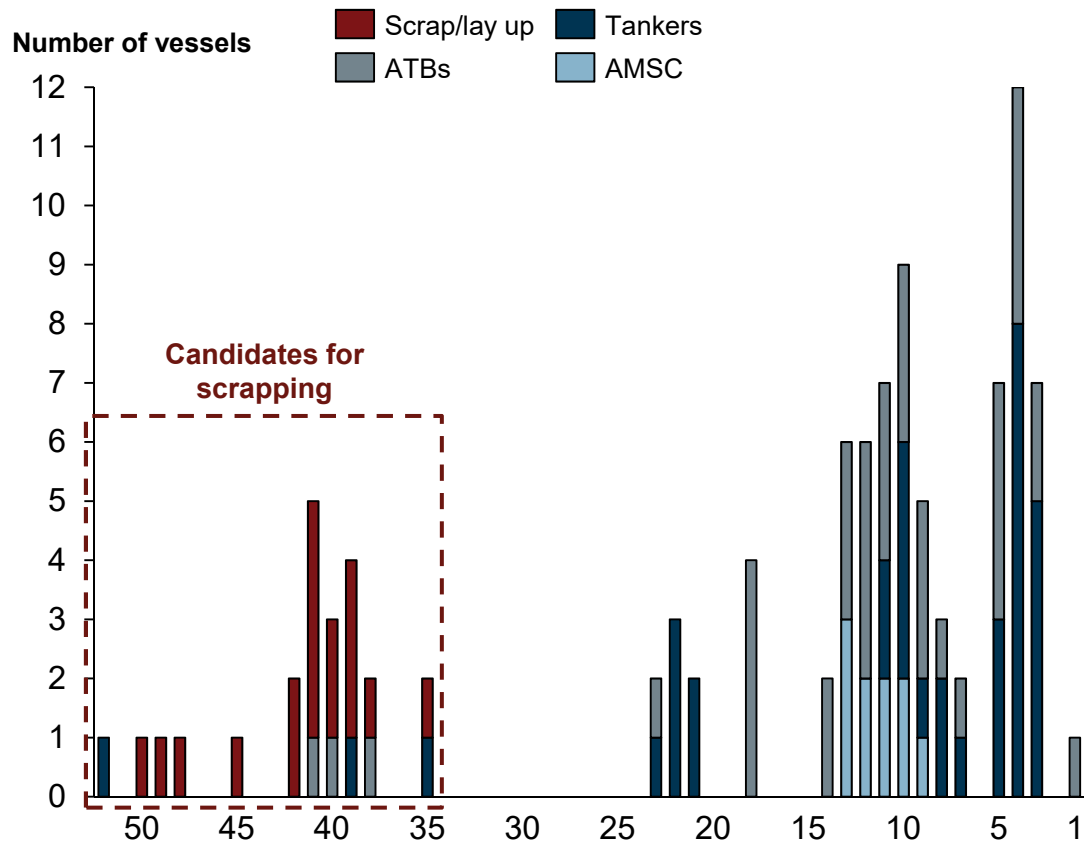 Number of vessels
Scrap/lay up
Tankers
ATBs
AMSC
12
11
10
9
8
7
6
5
4
3
2
1
0
Candidates for
scrapping
50 45 40 35 30 25 20 15 10 5 1